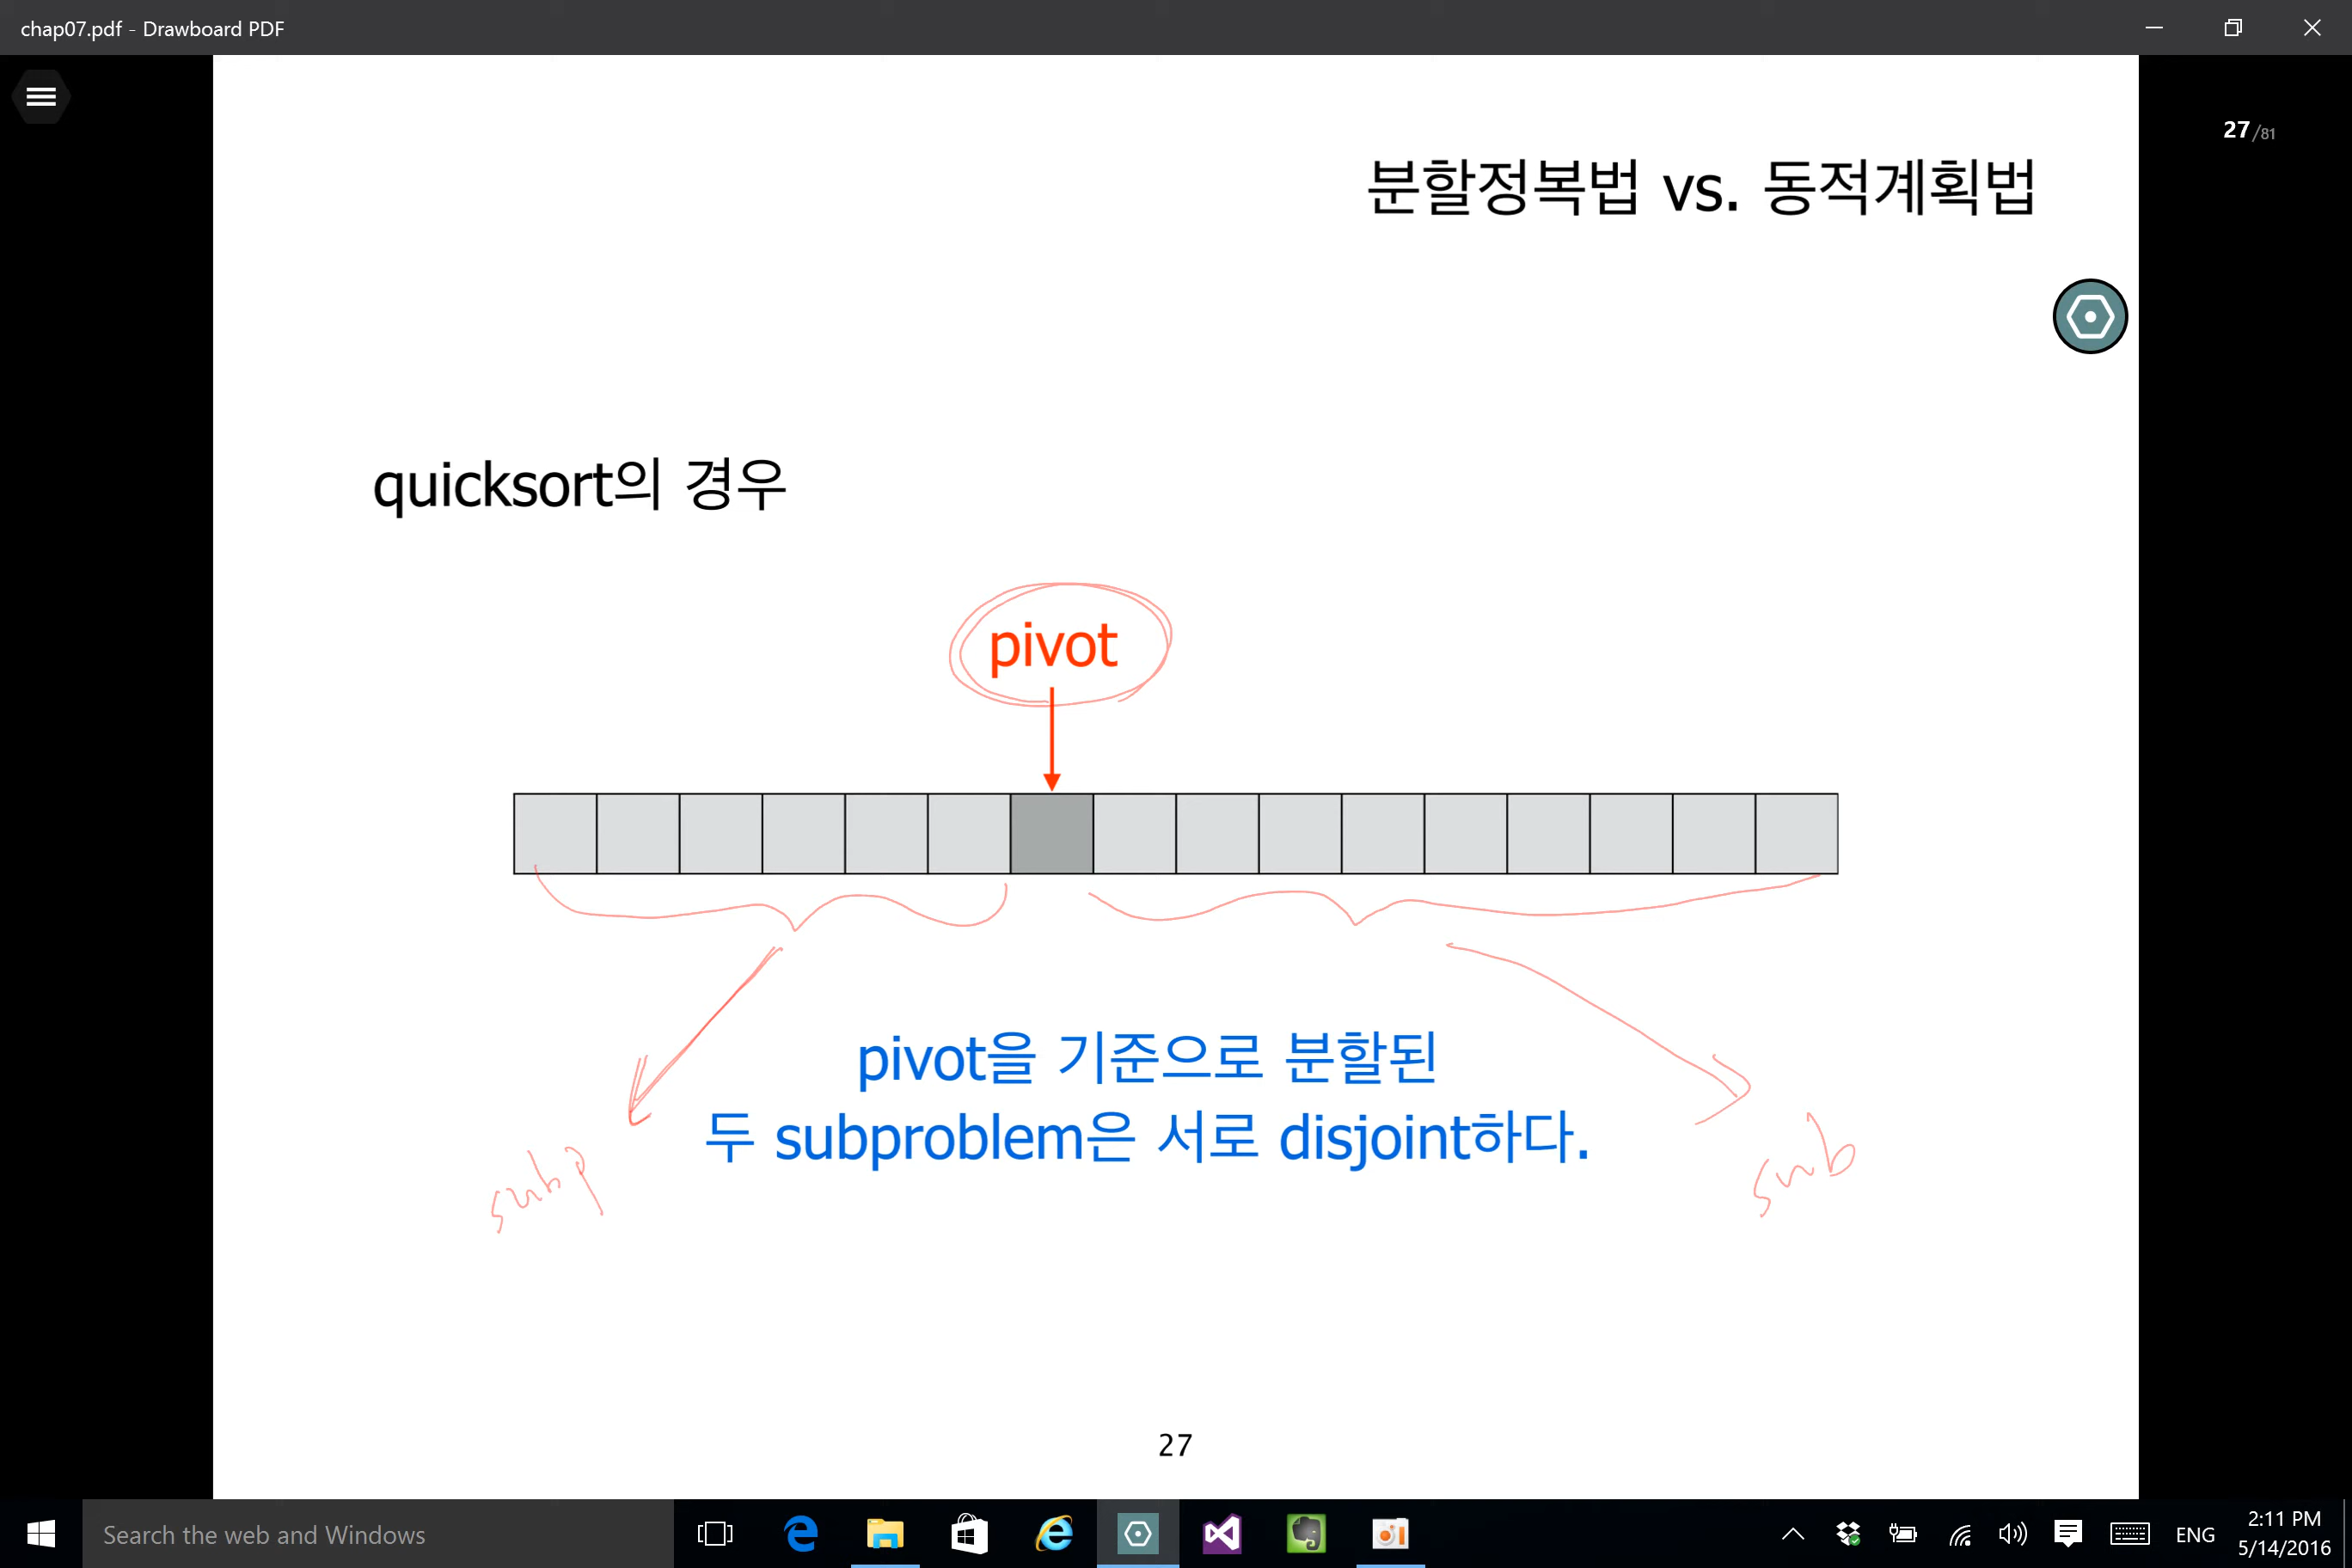 chap07.pdf - Drawboard PDF
27/81
분할정복법 vs. 동적계획법
quicksort의 경우
pivot
pivot을 기준으로 분할된
두 subproblem은 서로 disjoint하다.
subp
sub
27
Search the web and Windows
ENG
2:11 PM
5/14/2016